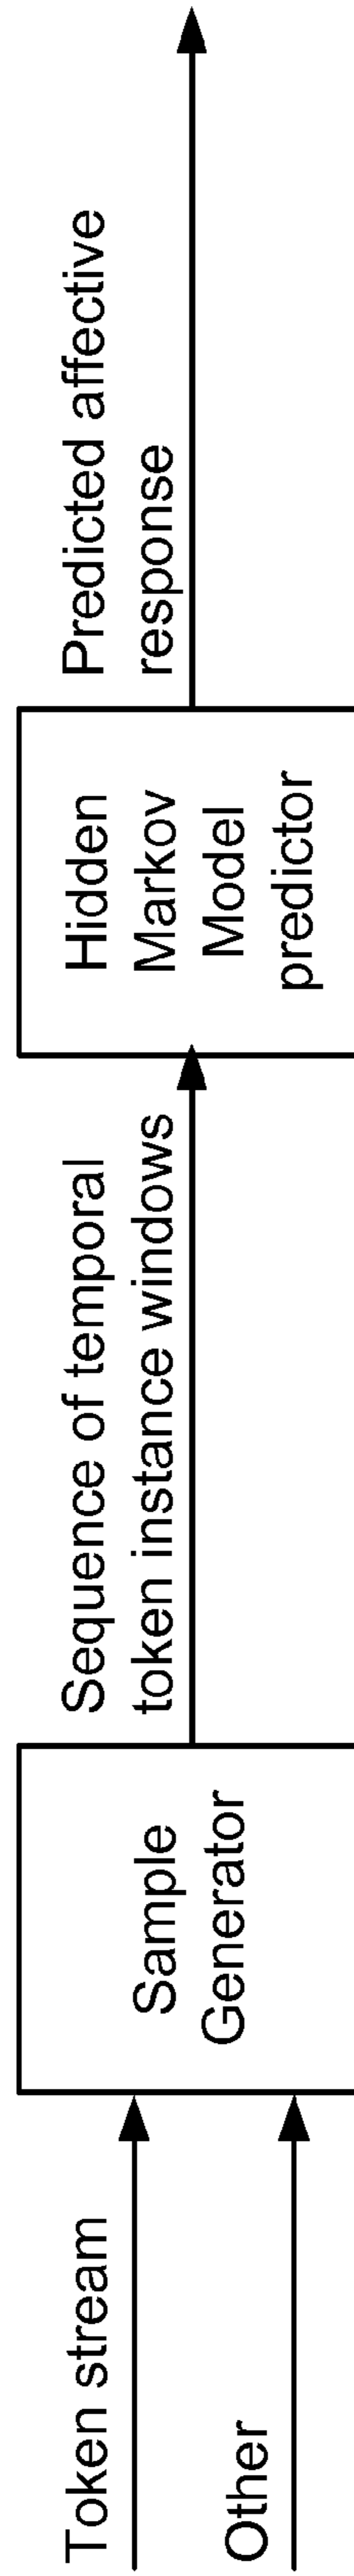 Token stream
Other
Sample
Generator
Sequence of temporal
token instance windows
Hidden
Markov
Model
predictor
Predicted affective
response